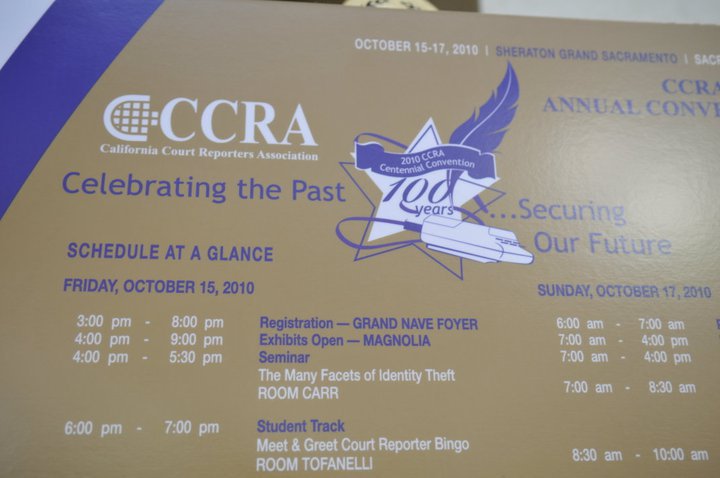 OCTOBER 15-17, 2010 | SHERATON GRAND SACRAMENTO |
ANNUAL
CCRA
California Court Reporters Association
2010 CCRA
Centennial Convention
100
years
Celebrating the Past
...Securing
Our Future
SCHEDULE AT A GLANCE
FRIDAY, OCTOBER 15, 2010
3:00 pm - 8:00 pm Registration — GRAND NAVE FOYER
4:00 pm - 9:00 pm Exhibits Open — MAGNOLIA
4:00 pm - 5:30 pm Seminar
The Many Facets of Identity Theft
ROOM CARR
6:00 pm - 7:00 pm Student Track
Meet & Greet Court Reporter Bingo
ROOM TOFANELLI
SUNDAY, OCTOBER 17, 2010
6:00 am - 7:00 am
7:00 am - 4:00 pm
7:00 am - 4:00 pm
7:00 am - 8:30 am
8:30 am - 10:00 am